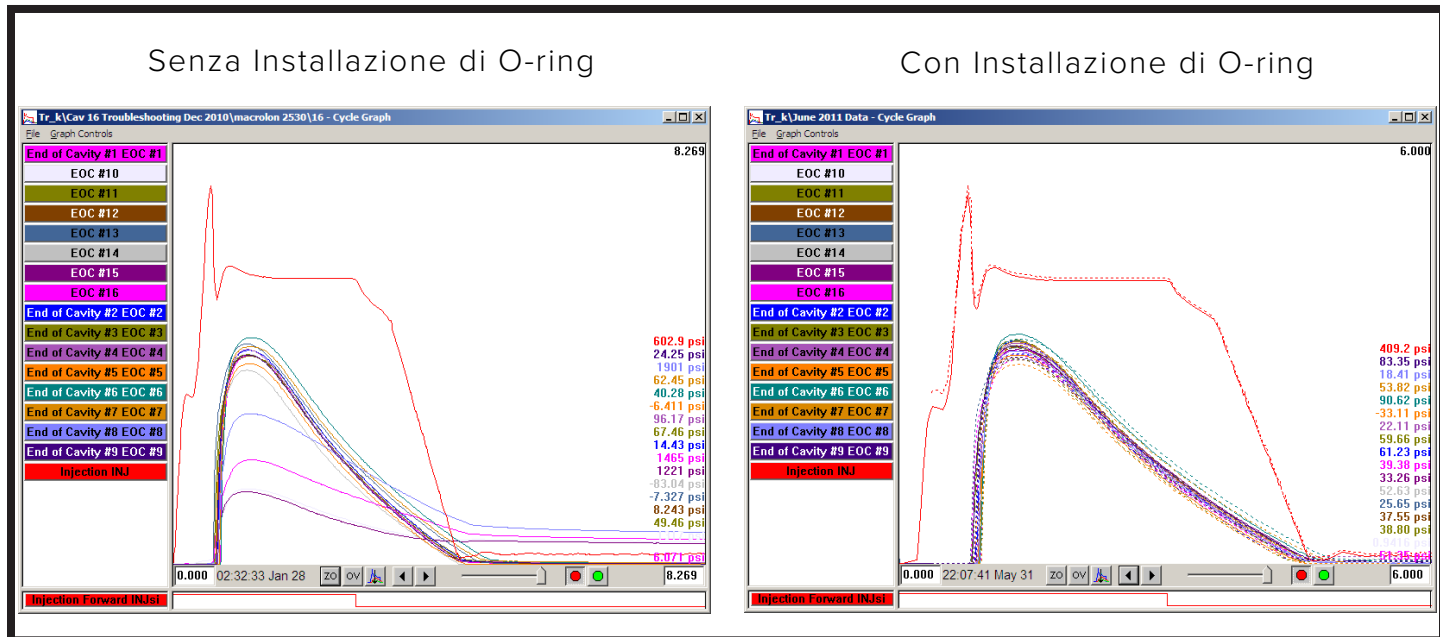 Senza Installazione di O-ring
Tr_k\Cav 16 Troubleshooting Dec 2010\macrolon 2530\16 - Cycle Graph
File Graph Controls
End of Cavity #1 EOC #1
EOC #10
EOC #11
EOC #12
EOC #13
EOC #14
EOC #15
EOC #16
End of Cavity #2 EOC #2
End of Cavity #3 EOC #3
End of Cavity #4 EOC #4
End of Cavity #5 EOC #5
End of Cavity #6 EOC #6
End of Cavity #7 EOC #7
End of Cavity #8 EOC #8
End of Cavity #9 EOC #9
Injection INJ
8.269
602.9 psi
24.25 psi
1901 psi
62.45 psi
40.28 psi
-6.411 psi
96.17 psi
67.46 psi
14.43 psi
1465 psi
1221 psi
-83.04 psi
-7.327 psi
8.243 psi
49.46 psi
6.071 psi
0.000 02:32:33 Jan 28 ZO OV 8.269
Injection Forward INJsi
Con Installazione di O-ring
Tr_k\June 2011 Data - Cycle Graph
File Graph Controls
End of Cavity #1 EOC #1
EOC #10
EOC #11
EOC #12
EOC #13
EOC #14
EOC #15
EOC #16
End of Cavity #2 EOC #2
End of Cavity #3 EOC #3
End of Cavity #4 EOC #4
End of Cavity #5 EOC #5
End of Cavity #6 EOC #6
End of Cavity #7 EOC #7
End of Cavity #8 EOC #8
End of Cavity #9 EOC #9
Injection INJ
6.000
409.2 psi
83.35 psi
18.41 psi
53.82 psi
90.62 psi
-33.11 psi
22.11 psi
59.66 psi
61.23 psi
39.38 psi
33.26 psi
52.63 psi
25.65 psi
37.55 psi
38.80 psi
0.000 22:07:41 May 31 ZO OV 6.000
Injection Forward INJsi